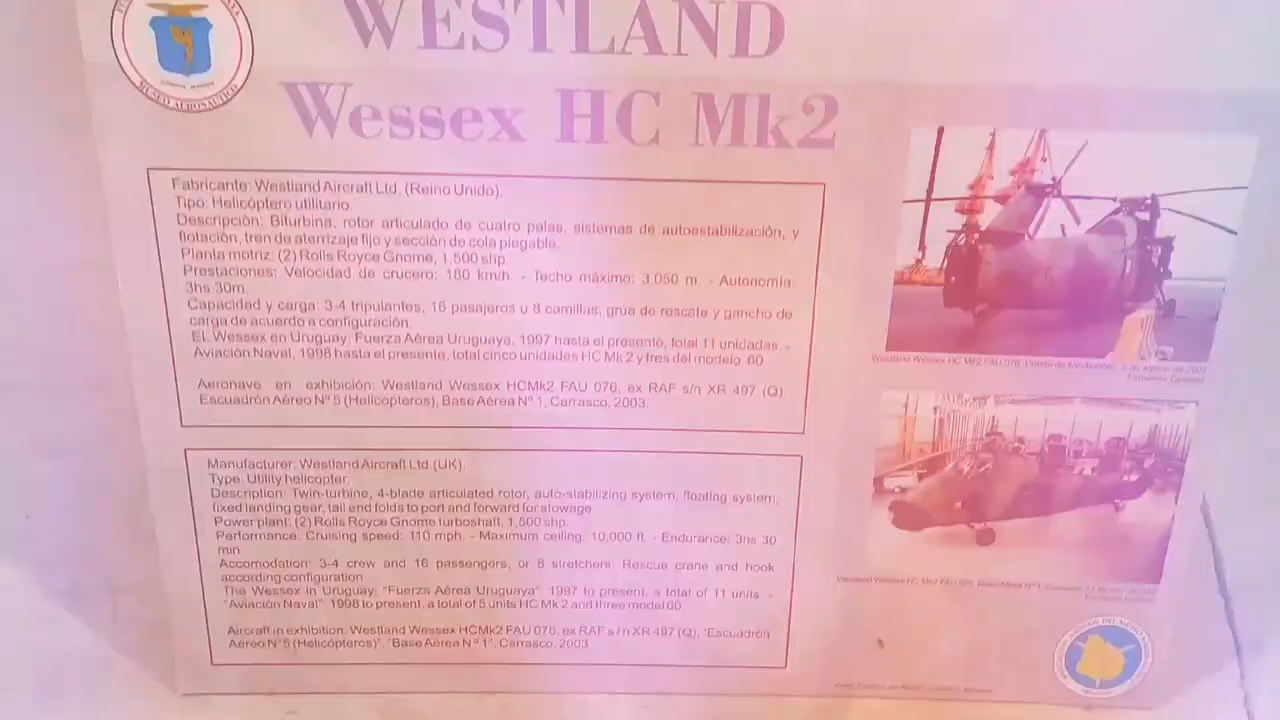 MUSEO AERONAUTICO
WESTLAND
Wessex HC Mk2
Fabricante: Westland Aircraft Ltd. (Reino Unido).
Tipo: Helicóptero utilitario.
Descripción: Biturbina, rotor articulado de cuatro palas, sistemas de autoestabilización, y
flotación, tren de aterrizaje fijo y sección de cola plegable.
Planta motriz: (2) Rolls Royce Gnome, 1,500 shp.
Prestaciones: Velocidad de crucero: 180 km/h. - Techo máximo: 3.050 m. - Autonomía:
3hs 30m.
Capacidad y carga: 3-4 tripulantes, 16 pasajeros u 8 camillas, grúa de rescate y gancho de
carga de acuerdo a configuración.
EL Wessex en Uruguay: Fuerza Aérea Uruguaya, 1997 hasta el presente, total 11 unidades. -
Aviación Naval, 1998 hasta el presente, total cinco unidades HC Mk 2 y tres del modelo 60
Aeronave en exhibición: Westland Wessex HCMk2 FAU 076, ex RAF s/n XR 497 (Q)
Escuadrón Aéreo Nº 5 (Helicópteros), Base Aérea Nº 1, Carrasco, 2003.
Manufacturer: Westland Aircraft Ltd.(UK).
Type: Utility helicopter.
Description: Twin-turbine, 4-blade articulated rotor, auto-stabilizing system, floating system,
fixed landing gear, tail end folds to port and forward for stowage
Power plant: (2) Rolls Royce Gnome turboshaft, 1,500 shp.
Performance: Cruising speed: 110 mph. - Maximum ceiling: 10,000 ft. - Endurance: 3hs 30
min
Accomodation: 3-4 crew and 16 passengers, or 8 stretchers. Rescue crane and hook
according configuration
The Wessex in Uruguay: "Fuerza Aérea Uruguaya" 1997 to present, a total of 11 units -
"Aviación Naval" 1998 to present, a total of 5 units HC Mk 2 and three model 60
Aircraft in exhibition: Westland Wessex HCMk2 FAU 076, ex RAF s/n XR 497 (Q), "Escuadrón
Aéreo Nº 5 (Helicópteros)", "Base Aérea Nº 1", Carrasco, 2003
Westland Wessex HC Mk2 FAU 076
Westland Wessex HC Mk2